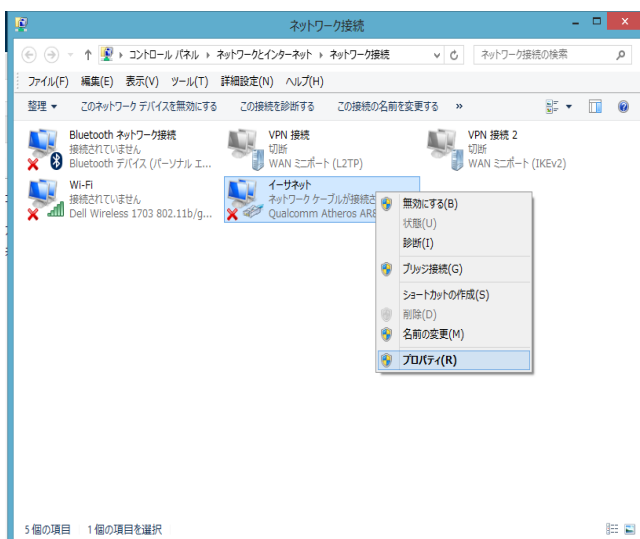 ネットワーク接続
コントロール パネル
ネットワークとインターネット
ネットワーク接続
ネットワーク接続の検索
ファイル(F) 編集(E) 表示(V) ツール(T) 詳細設定(N) ヘルプ(H)
整理 このネットワーク デバイスを無効にする この接続を診断する この接続の名前を変更する »
Bluetooth ネットワーク接続
接続されていません
Bluetooth デバイス (パーソナル エ...
VPN 接続
切断
WAN ミニポート (L2TP)
VPN 接続 2
切断
WAN ミニポート (IKEv2)
Wi-Fi
接続されていません
Dell Wireless 1703 802.11b/g...
イーサネット
ネットワーク ケーブルが接続さ
Qualcomm Atheros AR8
無効にする(B)
状態(U)
診断(I)
ブリッジ接続(G)
ショートカットの作成(S)
削除(D)
名前の変更(M)
プロパティ(R)
5 個の項目 1 個の項目を選択